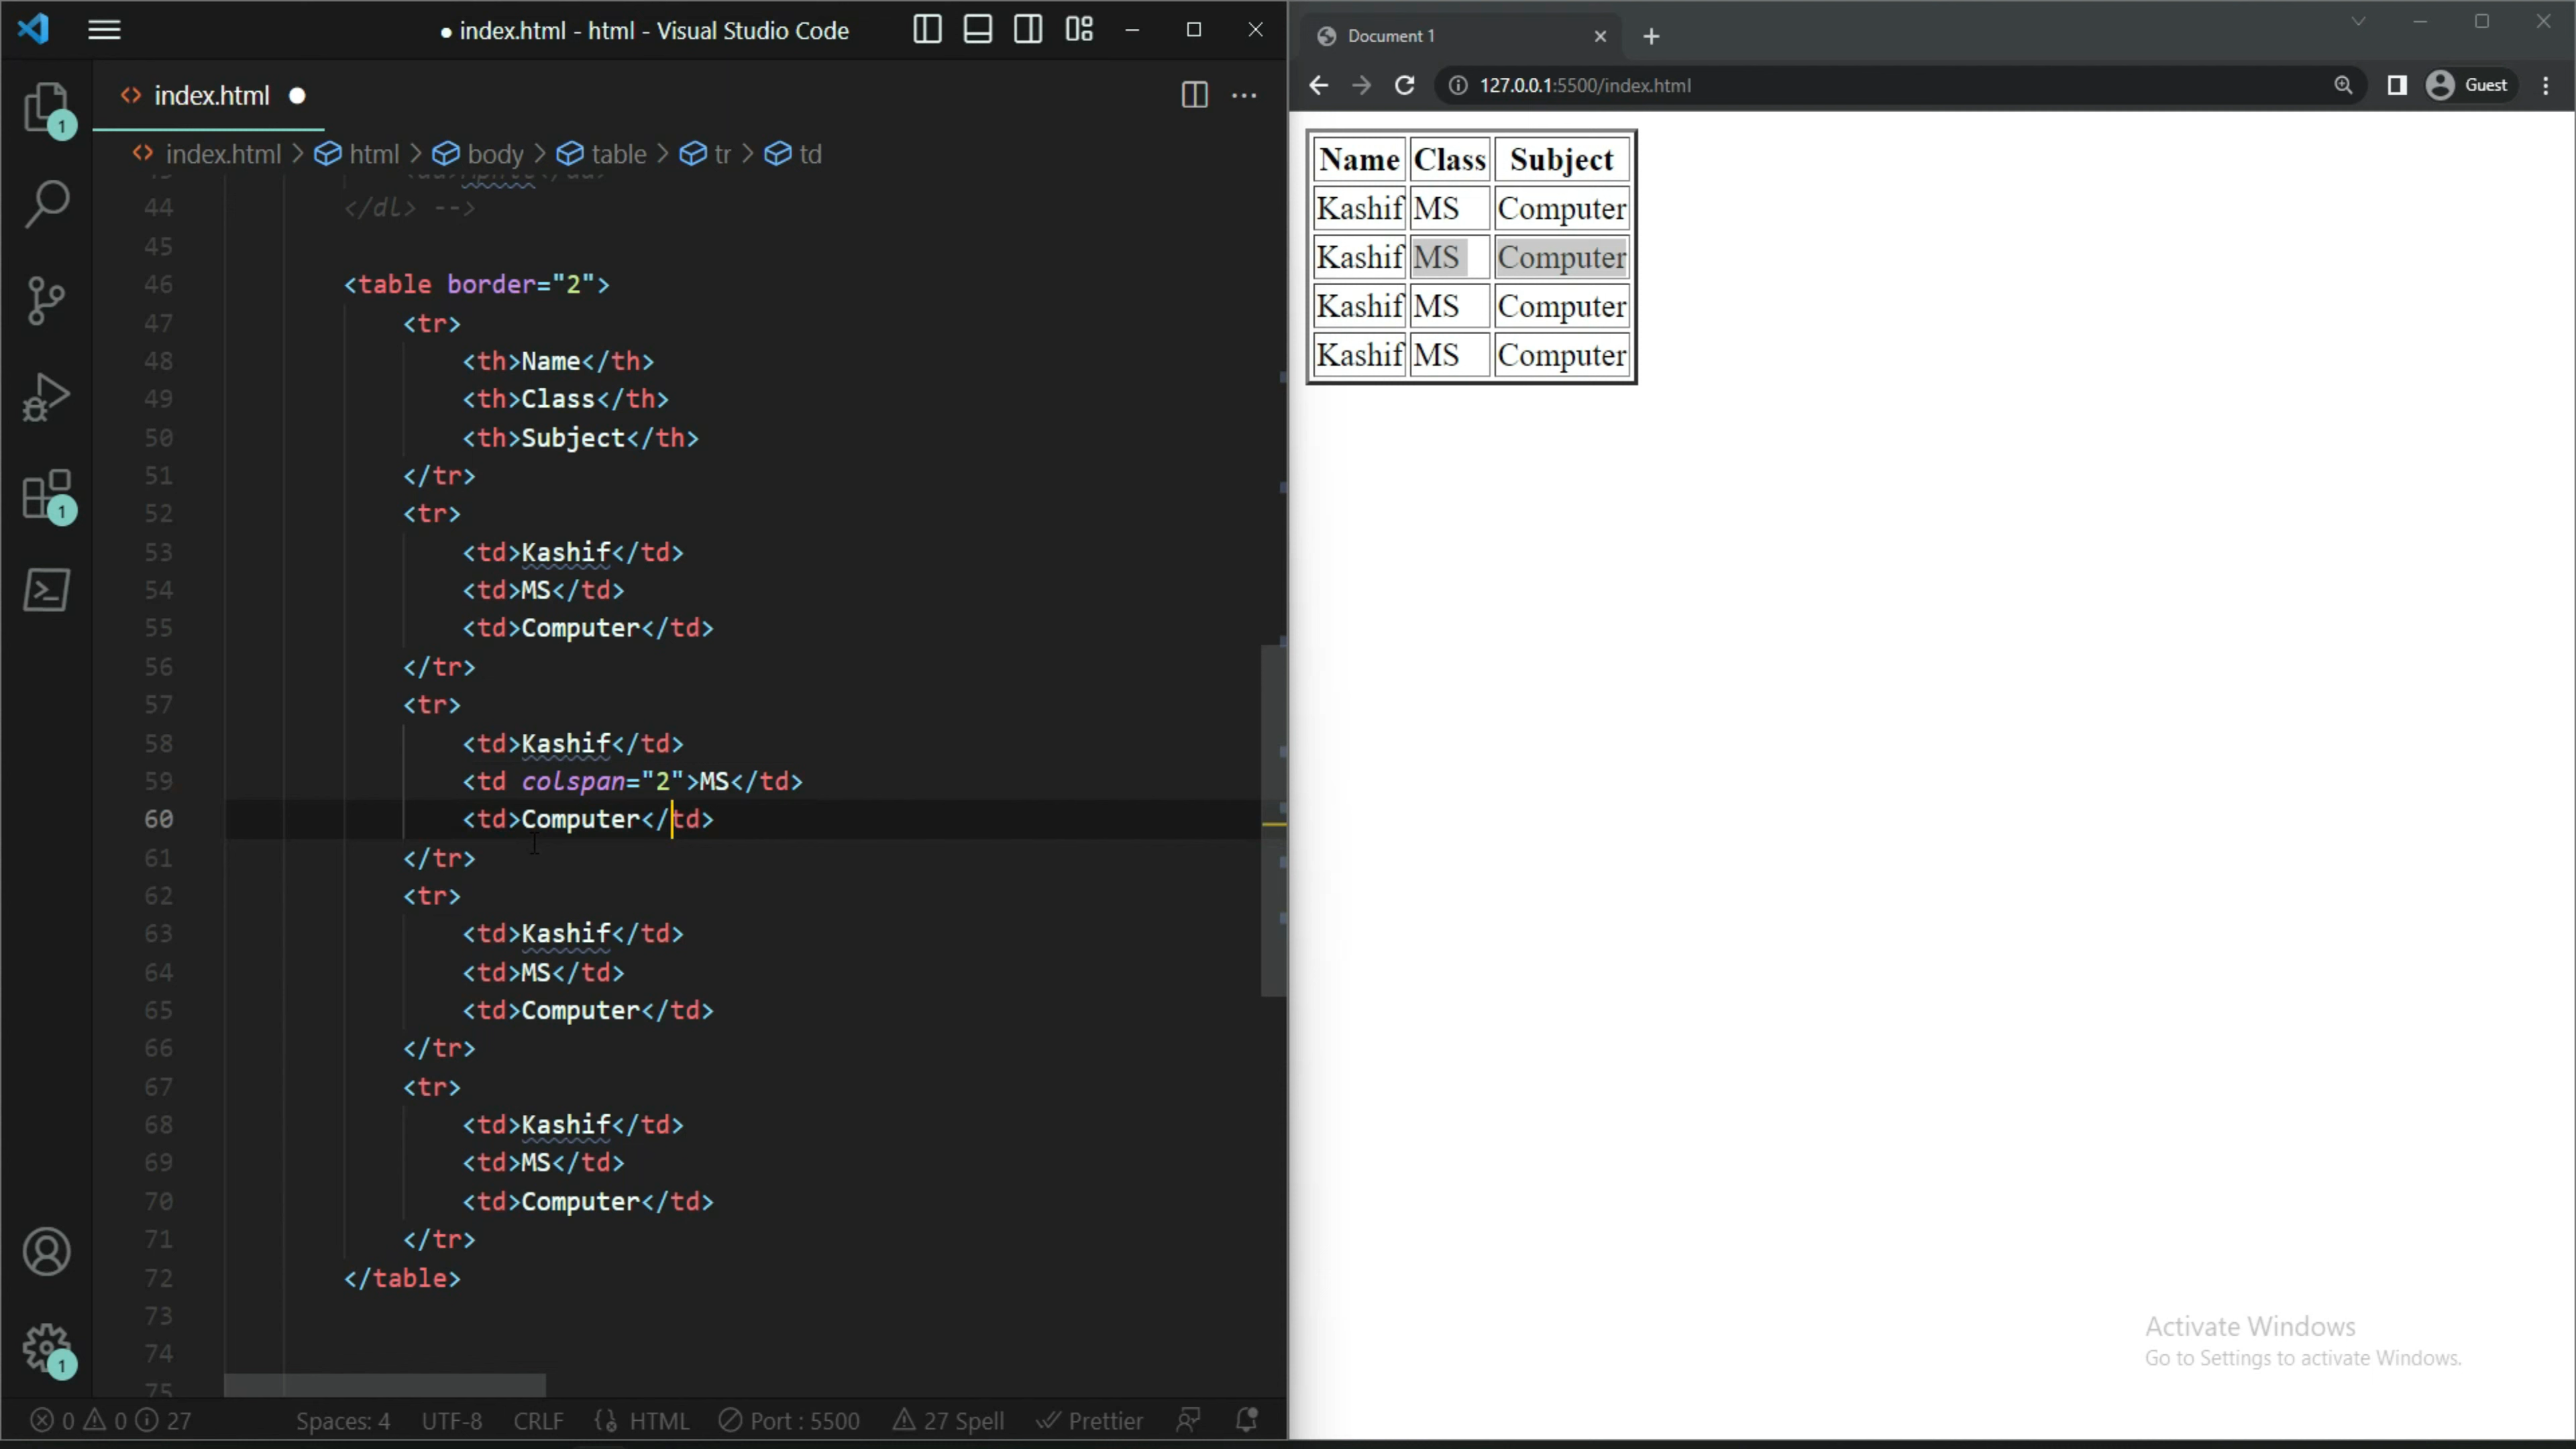 ● index.html - html - Visual Studio Code
index.html ●
index.html > html > body > table > tr > td
44 </dl> -->
45
46 <table border="2">
47 <tr>
48 <th>Name</th>
49 <th>Class</th>
50 <th>Subject</th>
51 </tr>
52 <tr>
53 <td>Kashif</td>
54 <td>MS</td>
55 <td>Computer</td>
56 </tr>
57 <tr>
58 <td>Kashif</td>
59 <td colspan="2">MS</td>
60 <td>Computer</td>
61 </tr>
62 <tr>
63 <td>Kashif</td>
64 <td>MS</td>
65 <td>Computer</td>
66 </tr>
67 <tr>
68 <td>Kashif</td>
69 <td>MS</td>
70 <td>Computer</td>
71 </tr>
72 </table>
73
74
75
1
1
1
0 0 27 Spaces: 4 UTF-8 CRLF HTML Port : 5500 27 Spell Prettier
Document 1
127.0.0.1:5500/index.html Guest
Name Class Subject
Kashif MS Computer
Kashif MS Computer
Kashif MS Computer
Kashif MS Computer
Activate Windows
Go to Settings to activate Windows.